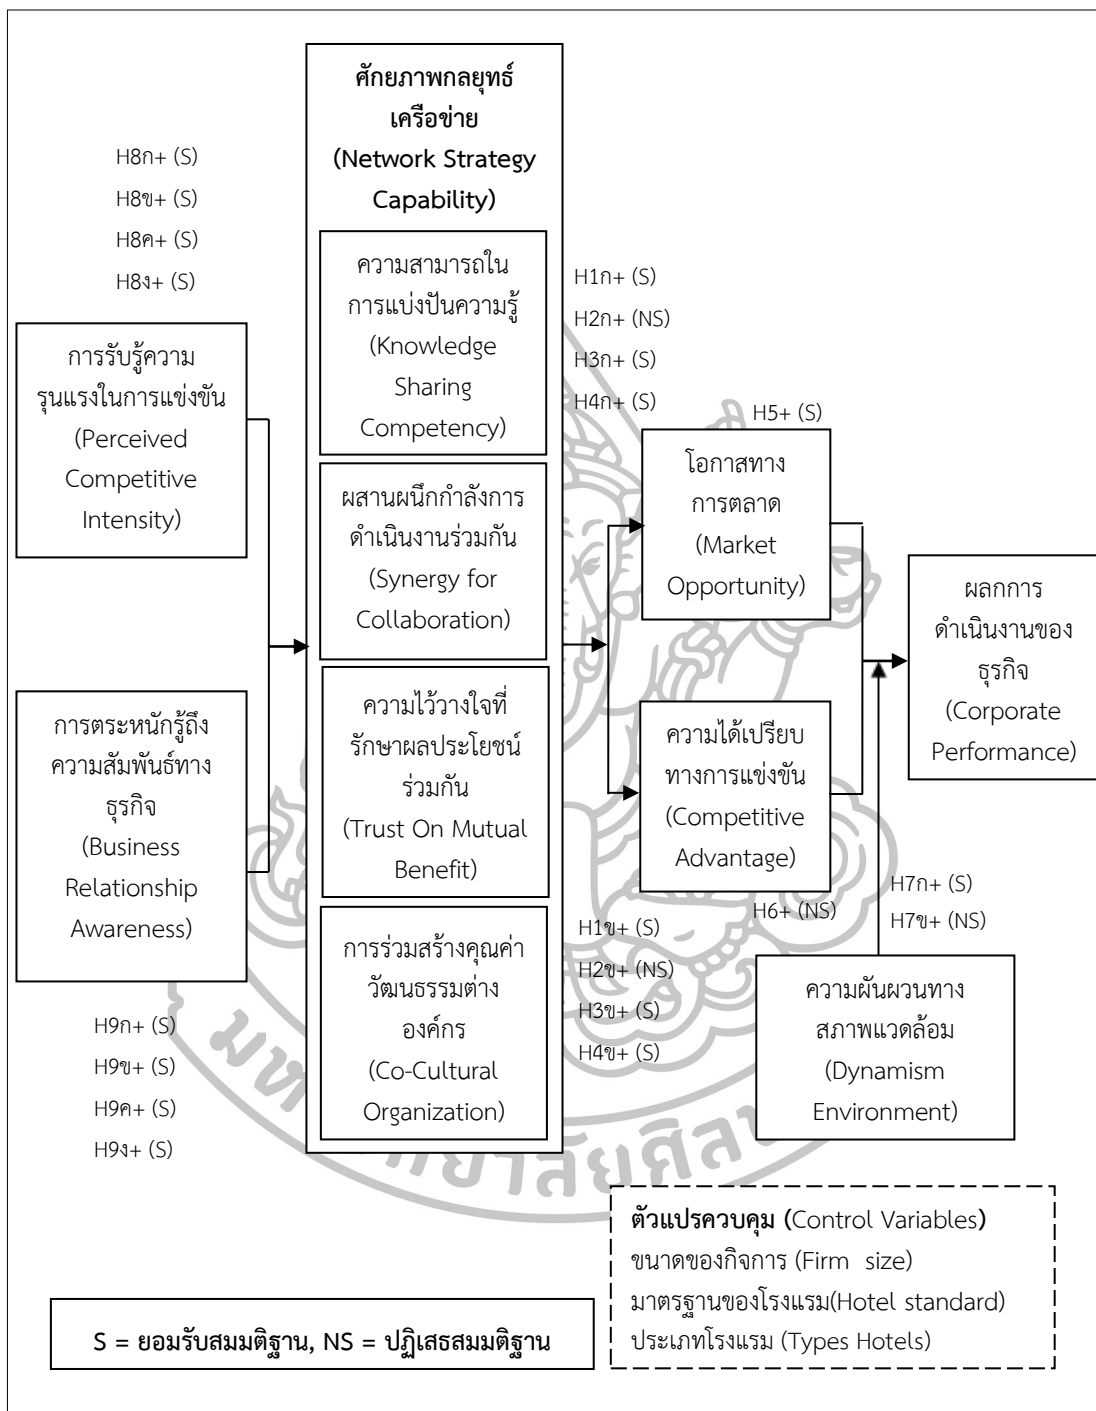 ศักยภาพกลยุทธ์
เครือข่าย
(Network Strategy
Capability)
H8ก+ (S)
H8ข+ (S)
H8ค+ (S)
H8ง+ (S)
การรับรู้ความ
รุนแรงในการแข่งขัน
(Perceived
Competitive
Intensity)
การตระหนักรู้ถึง
ความสัมพันธ์ทาง
ธุรกิจ
(Business
Relationship
Awareness)
H9ก+ (S)
H9ข+ (S)
H9ค+ (S)
H9ง+ (S)
ความสามารถใน
การแบ่งปันความรู้
(Knowledge
Sharing
Competency)
ผสานผนึกกำลังการ
ดำเนินงานร่วมกัน
(Synergy for
Collaboration)
ความไว้วางใจที่
รักษาผลประโยชน์
ร่วมกัน
(Trust On Mutual
Benefit)
การร่วมสร้างคุณค่า
วัฒนธรรมต่าง
องค์กร
(Co-Cultural
Organization)
H1ก+ (S)
H2ก+ (NS)
H3ก+ (S)
H4ก+ (S)
H5+ (S)
โอกาสทาง
การตลาด
(Market
Opportunity)
ความได้เปรียบ
ทางการแข่งขัน
(Competitive
Advantage)
H6+ (NS)
H1ข+ (S)
H2ข+ (NS)
H3ข+ (S)
H4ข+ (S)
ผลกการ
ดำเนินงานของ
ธุรกิจ
(Corporate
Performance)
H7ก+ (S)
H7ข+ (NS)
ความผันผวนทาง
สภาพแวดล้อม
(Dynamism
Environment)
ตัวแปรควบคุม (Control Variables)
ขนาดของกิจการ (Firm size)
มาตรฐานของโรงแรม(Hotel standard)
ประเภทโรงแรม (Types Hotels)
S = ยอมรับสมมติฐาน, NS = ปฏิเสธสมมติฐาน